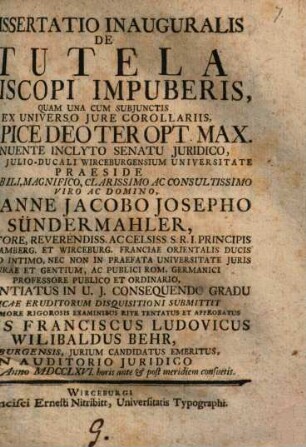 ISSERTATIO INAUGURALIS
DE
TUTELA
ISCOPI IMPUBERIS,
QUAM UNA CUM SUBJUNCTIS
EX UNIVERSO JURE COROLLARIIS,
PICE DEO TER OPT. MAX.
NUENTE INCLYTO SENATU JURIDICO,
JULIO-DUCALI WIRCEBURGENSIUM UNIVERSITATE
PRAESIDE
BILI, MAGNIFICO, CLARISSIMO AC CONSULTISSIMO
VIRO AC DOMINO,
ANNE JACOBO JOSEPHO
SÜNDERMAHLER,
TORE, REVERENDISS. AC CELSISS. S. R. I. PRINCIPIS
AMBERG. ET WIRCEBURG. FRANCIAE ORIENTALIS DUCIS
O INTIMO, NEC NON IN PRAEFATA UNIVERSITATE JURIS
URAE ET GENTIUM, AC PUBLICI ROM. GERMANICI
PROFESSORE PUBLICO ET ORDINARIO,
ENTIATUS IN U. J. CONSEQUENDO GRADU
ICAE ERUDITORUM DISQUISITIONI SUBMITTIT
MORE RIGOROSIS EXAMINIBUS RITE TENTATUS ET APPROBATUS
S FRANCISCUS LUDOVICUS
WILIBALDUS BEHR,
BURGENSIS, JURIUM CANDIDATUS EMERITUS,
N AUDITORIO JURIDICO
Anno MDCCLXVI. horis ante & post meridiem consuetis.
WIRCEBURGI
ncisci Ernesti Nitribitt, Universitatis Typographi.
g.